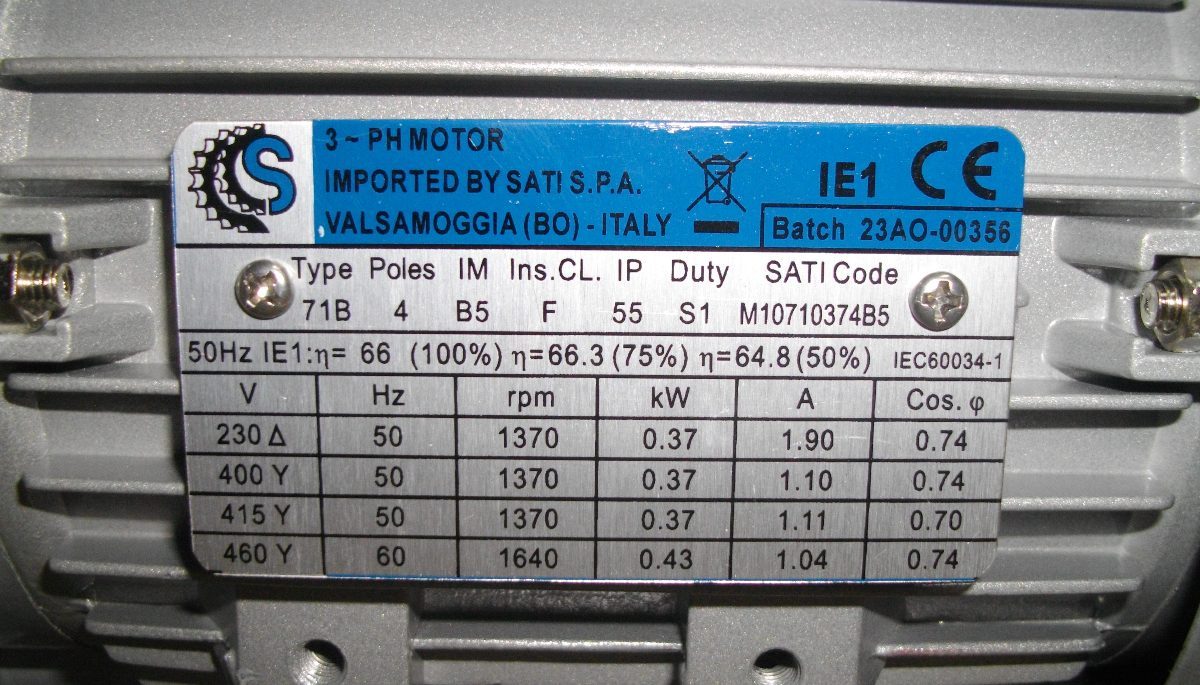 S
3 ~ PH MOTOR
IMPORTED BY SATI S.P.A.
VALSAMOGGIA (BO) - ITALY
IE1 CE
Batch 23AO-00356
Type Poles IM Ins.CL. IP Duty SATI Code
71B 4 B5 F 55 S1 M10710374B5
50Hz IE1:η= 66 (100%) η=66.3 (75%) η=64.8 (50%) IEC60034-1
V Hz rpm kW A Cos. φ
230 Δ 50 1370 0.37 1.90 0.74
400 Y 50 1370 0.37 1.10 0.74
415 Y 50 1370 0.37 1.11 0.70
460 Y 60 1640 0.43 1.04 0.74